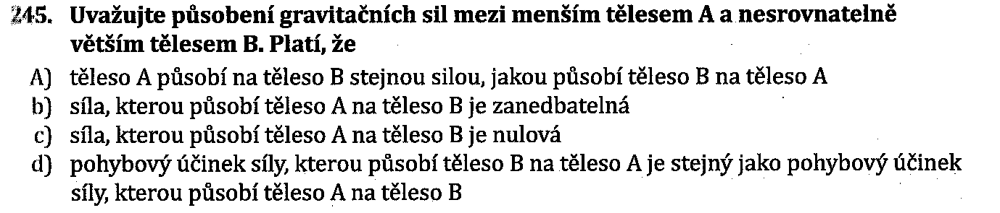 245. Uvažujte působení gravitačních sil mezi menším tělesem A a nesrovnatelně
větším tělesem B. Platí, že
A) těleso A působí na těleso B stejnou silou, jakou působí těleso B na těleso A
b) síla, kterou působí těleso A na těleso B je zanedbatelná
c) síla, kterou působí těleso A na těleso B je nulová
d) pohybový účinek síly, kterou působí těleso B na těleso A je stejný jako pohybový účinek
síly, kterou působí těleso A na těleso B